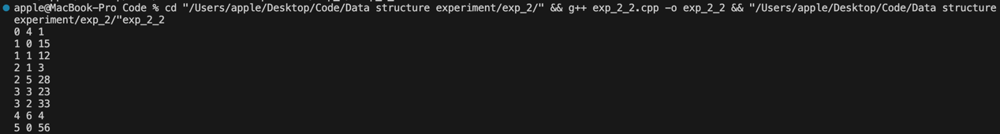 apple@MacBook-Pro Code % cd "/Users/apple/Desktop/Code/Data structure experiment/exp_2/" && g++ exp_2_2.cpp -o exp_2_2 && "/Users/apple/Desktop/Code/Data structure
experiment/exp_2/"exp_2_2
0 4 1
1 0 15
1 1 12
2 1 3
2 5 28
3 3 23
3 2 33
4 6 4
5 0 56